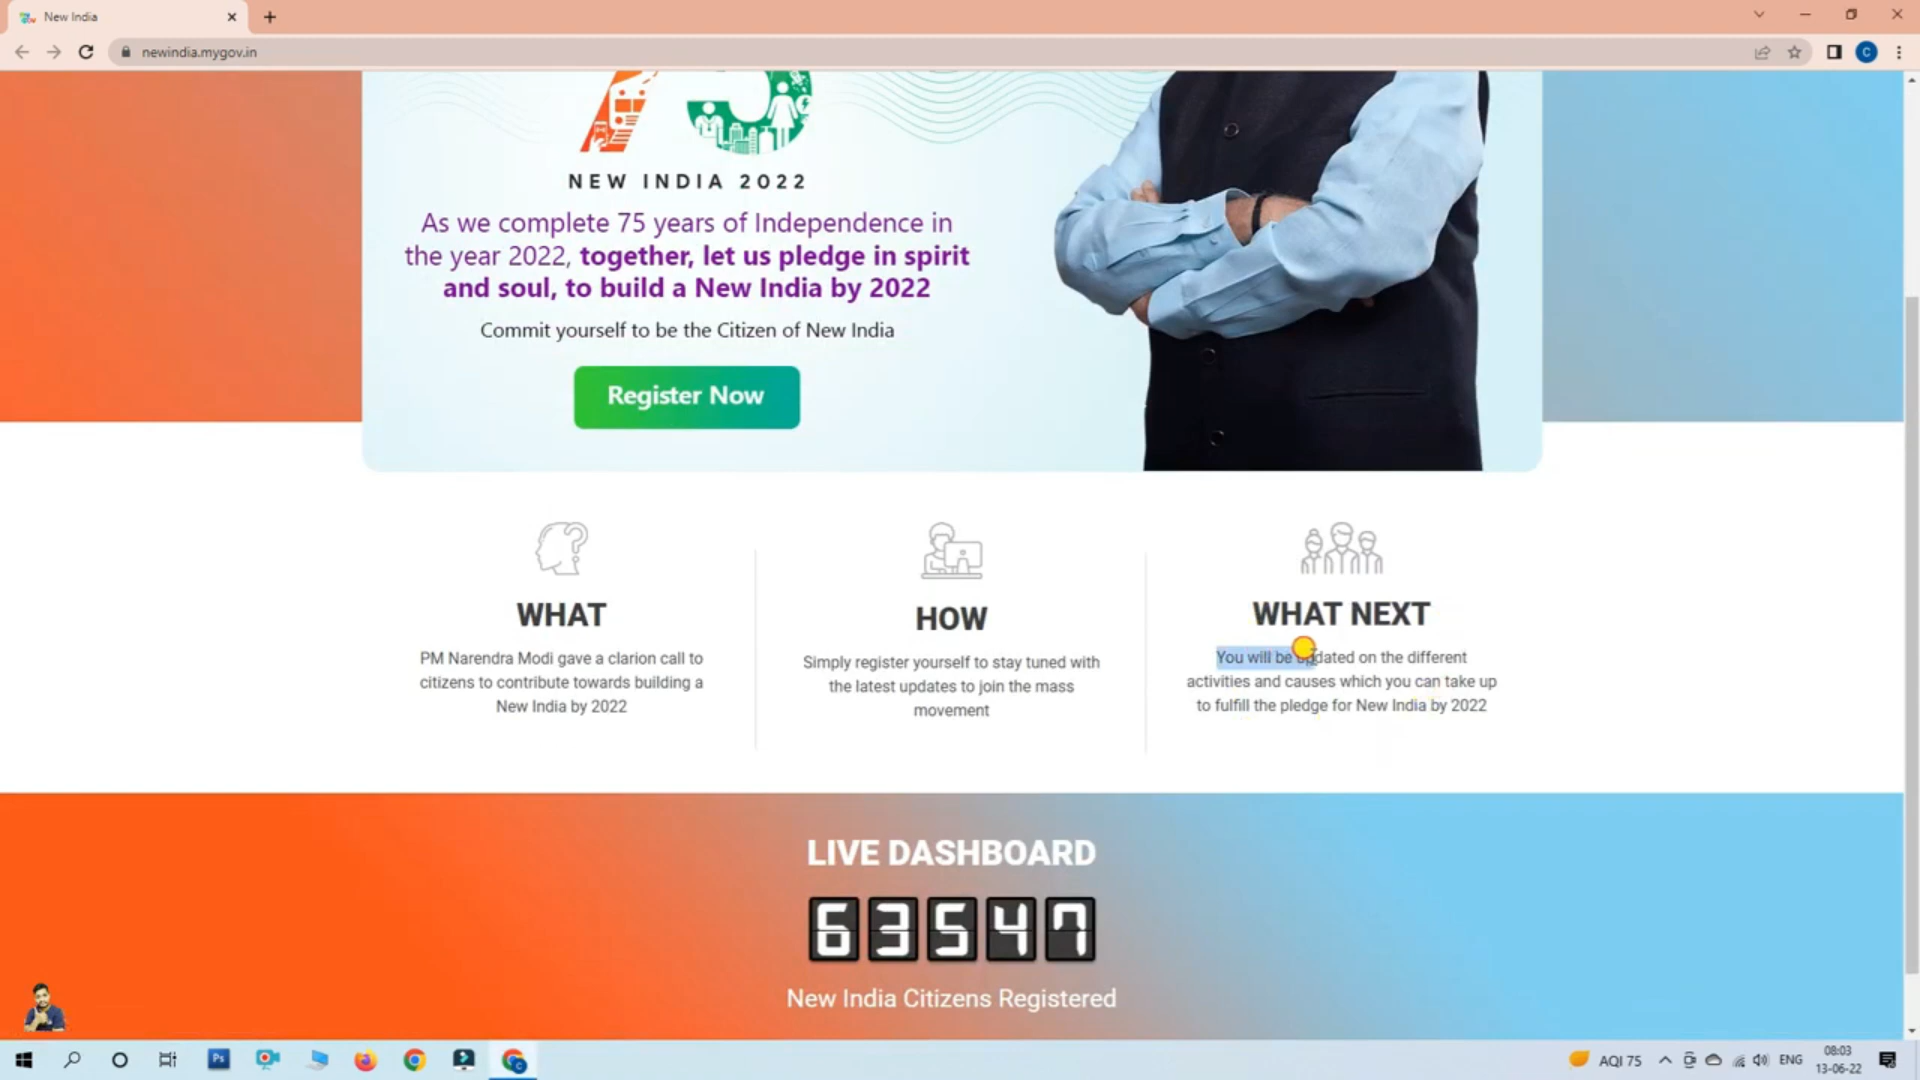 New India
newindia.mygov.in
C
75
NEW INDIA 2022
As we complete 75 years of Independence in
the year 2022, together, let us pledge in spirit
and soul, to build a New India by 2022
Commit yourself to be the Citizen of New India
Register Now
WHAT
PM Narendra Modi gave a clarion call to
citizens to contribute towards building a
New India by 2022
HOW
Simply register yourself to stay tuned with
the latest updates to join the mass
movement
WHAT NEXT
You will be updated on the different
activities and causes which you can take up
to fulfill the pledge for New India by 2022
LIVE DASHBOARD
63547
New India Citizens Registered
Ps
AQI 75
ENG
08:03
13-06-22